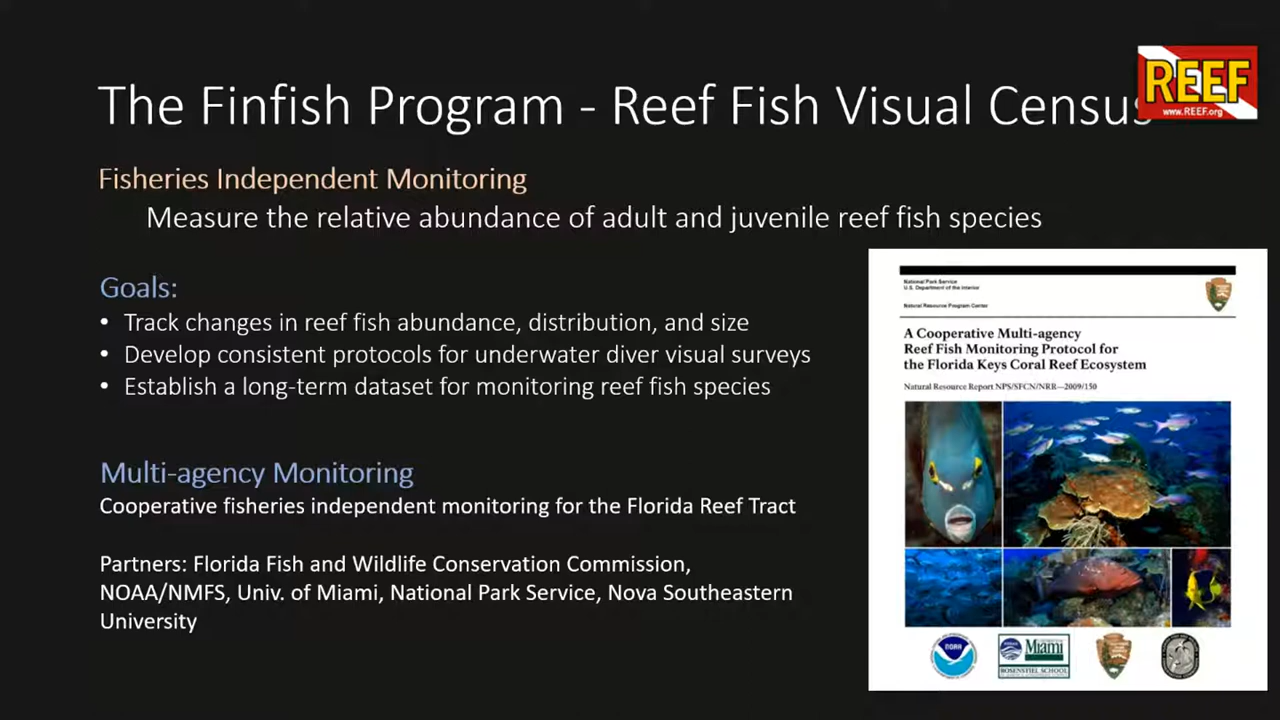 The Finfish Program - Reef Fish Visual Census
REEF
www.REEF.org
Fisheries Independent Monitoring
Measure the relative abundance of adult and juvenile reef fish species
Goals:
• Track changes in reef fish abundance, distribution, and size
• Develop consistent protocols for underwater diver visual surveys
• Establish a long-term dataset for monitoring reef fish species
Multi-agency Monitoring
Cooperative fisheries independent monitoring for the Florida Reef Tract
Partners: Florida Fish and Wildlife Conservation Commission,
NOAA/NMFS, Univ. of Miami, National Park Service, Nova Southeastern
University
National Park Service
U.S. Department of the Interior
Natural Resource Program Center
A Cooperative Multi-agency
Reef Fish Monitoring Protocol for
the Florida Keys Coral Reef Ecosystem
Natural Resource Report NPS/SFCN/NRR—2009/150
NOAA
Miami
ROSENSTIEL SCHOOL